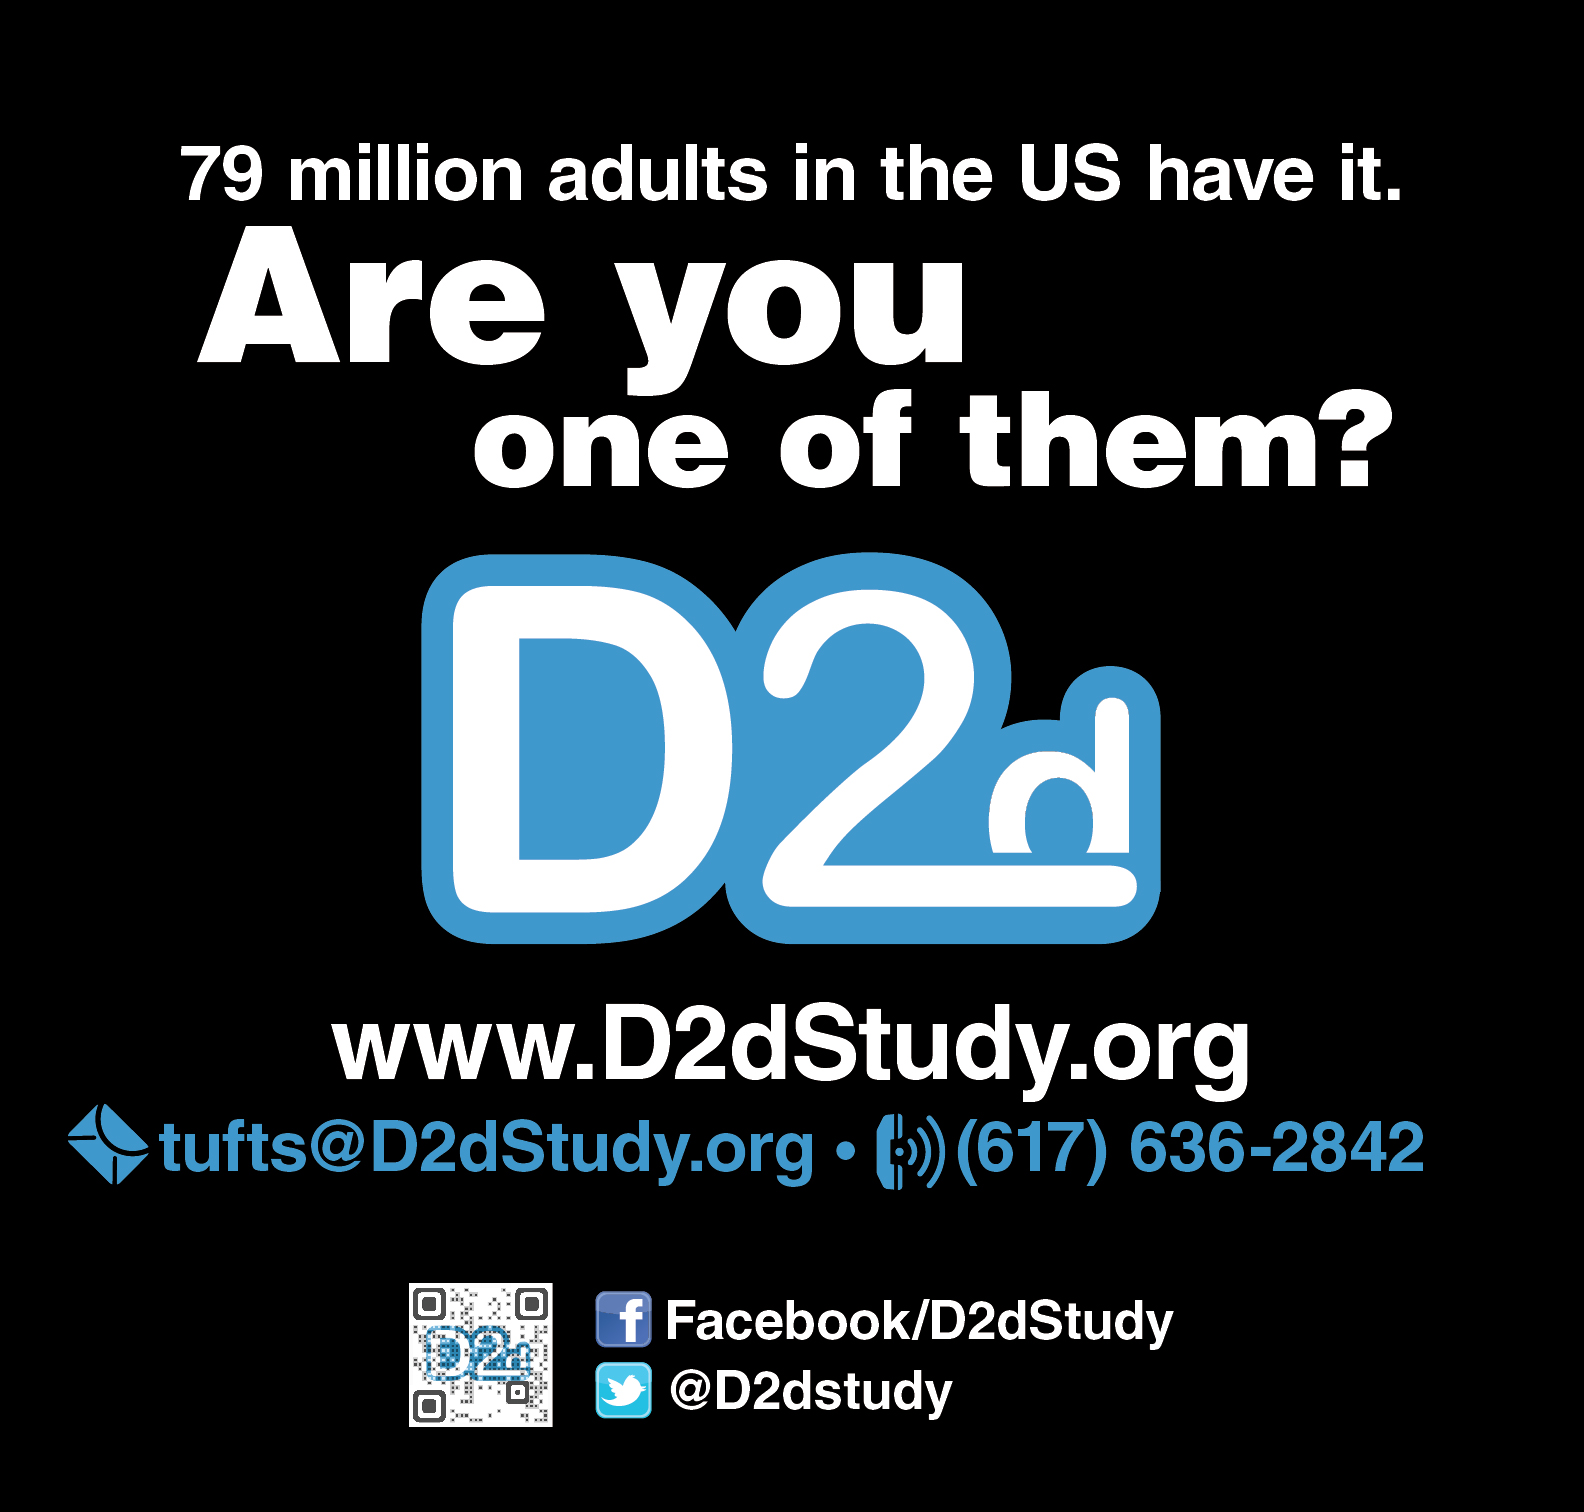 79 million adults in the US have it.
Are you
one of them?
D2d
www.D2dStudy.org
tufts@D2dStudy.org • (617) 636-2842
D2d
Facebook/D2dStudy
@D2dstudy